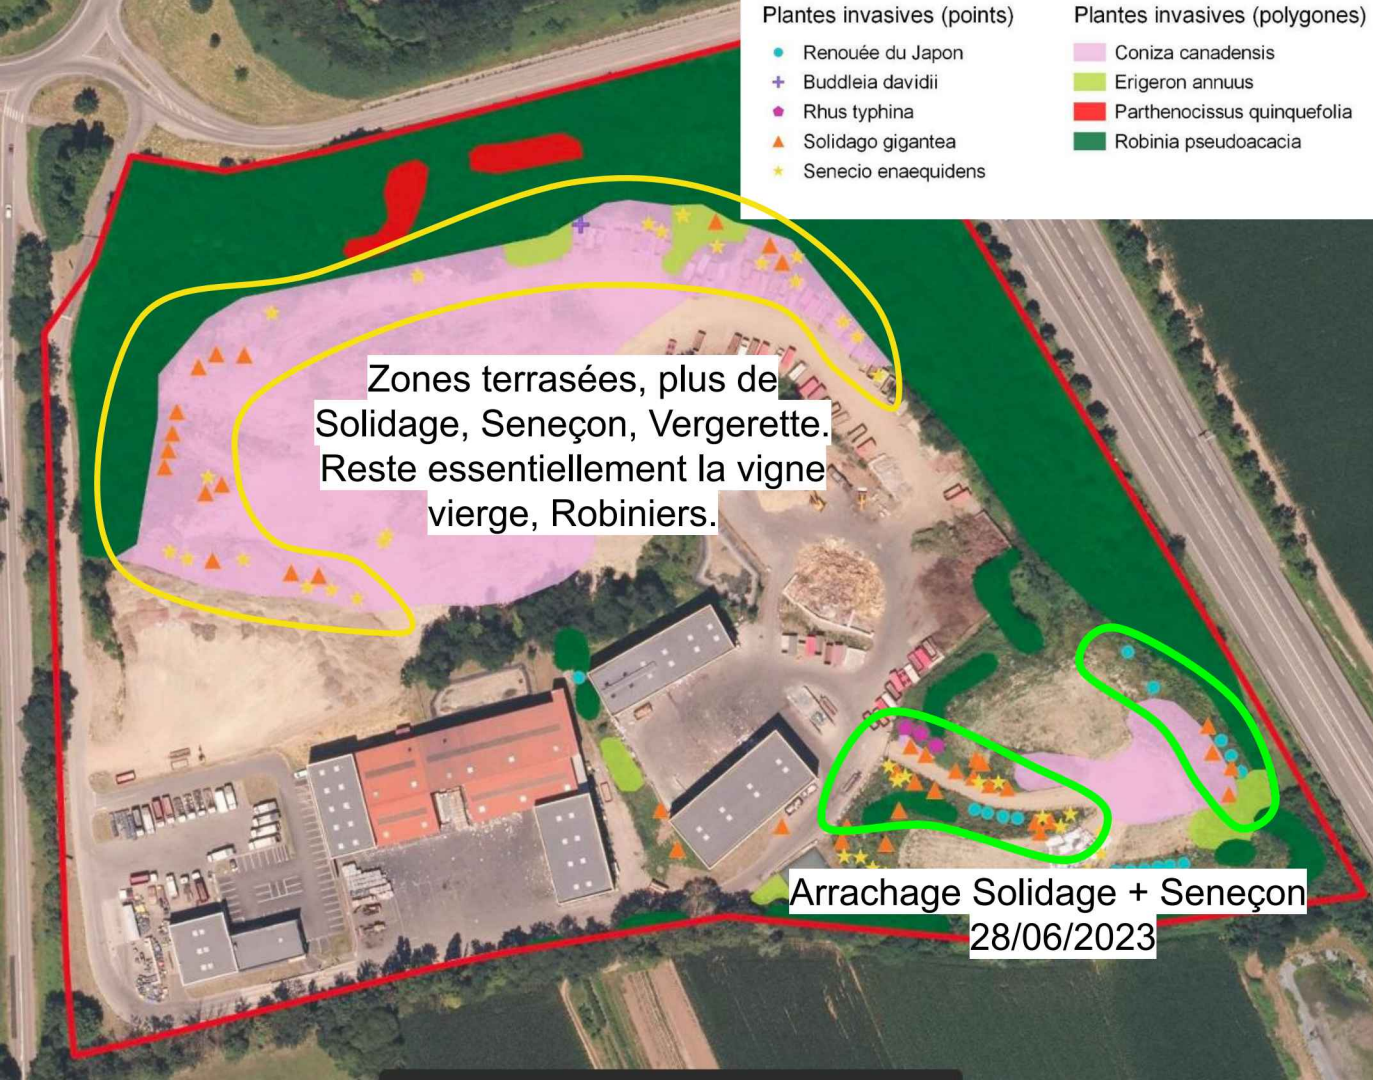 Plantes invasives (points)
Renouée du Japon
Buddleia davidii
Rhus typhina
Solidago gigantea
Senecio enaequidens
Plantes invasives (polygones)
Coniza canadensis
Erigeron annuus
Parthenocissus quinquefolia
Robinia pseudoacacia
Zones terrasées, plus de
Solidage, Seneçon, Vergerette.
Reste essentiellement la vigne
vierge, Robiniers.
Arrachage Solidage + Seneçon
28/06/2023